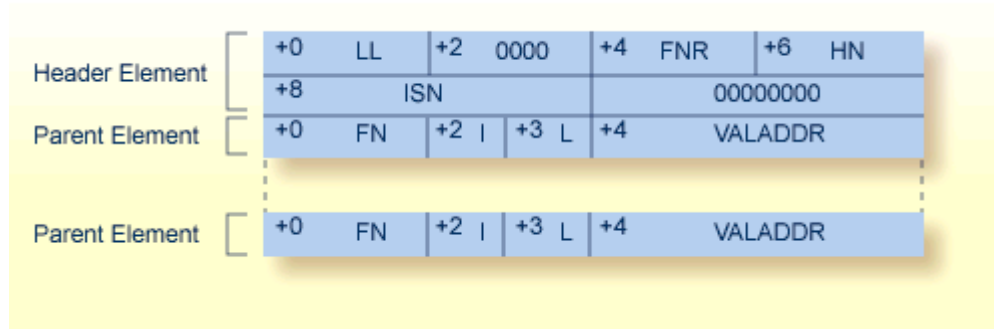 Header Element
+0 LL +2 0000 +4 FNR +6 HN
+8 ISN 00000000
Parent Element +0 FN +2 I +3 L +4 VALADDR
Parent Element +0 FN +2 I +3 L +4 VALADDR